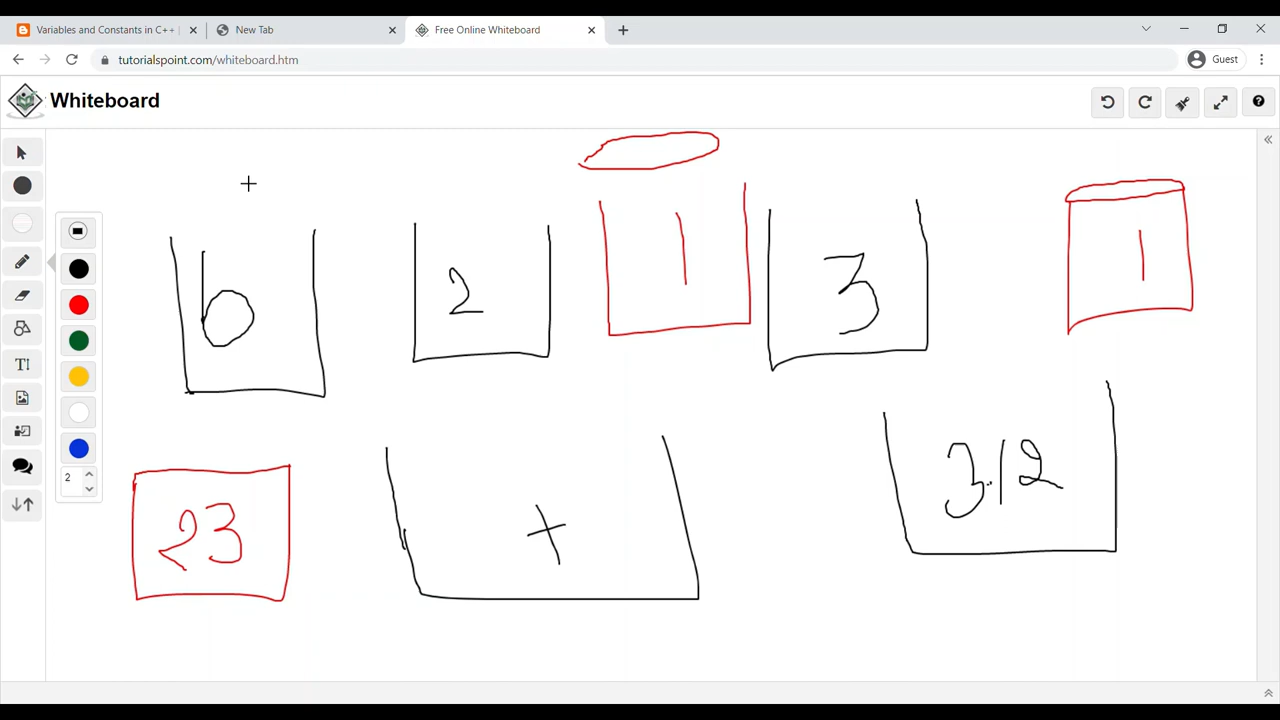 Variables and Constants in C++ |
New Tab
Free Online Whiteboard
tutorialspoint.com/whiteboard.htm
Guest
Whiteboard
b 2 1 3 1
2
23 + 3.12